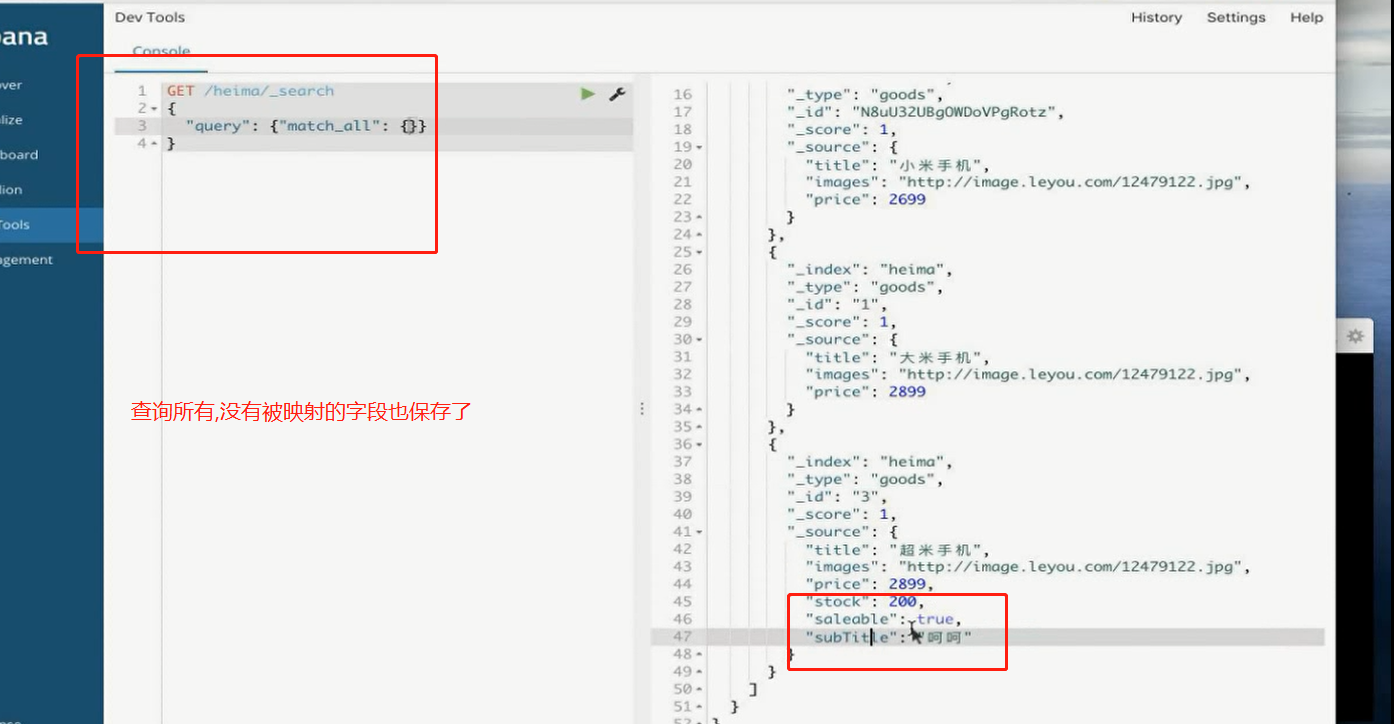 Dev Tools
History Settings Help
ana
Console
over
lize
board
lion
Tools
agement
1 GET /heima/_search
2 {
3 "query": {"match_all": {}}
4 }
查询所有,没有被映射的字段也保存了
16 "_type": "goods",
17 "_id": "N8uU32UBgOWDoVPgRotz",
18 "_score": 1,
19 "_source": {
20 "title": "小米手机",
21 "images": "http://image.leyou.com/12479122.jpg",
22 "price": 2699
23 }
24 },
25 {
26 "_index": "heima",
27 "_type": "goods",
28 "_id": "1",
29 "_score": 1,
30 "_source": {
31 "title": "大米手机",
32 "images": "http://image.leyou.com/12479122.jpg",
33 "price": 2899
34 }
35 },
36 {
37 "_index": "heima",
38 "_type": "goods",
39 "_id": "3",
40 "_score": 1,
41 "_source": {
42 "title": "超米手机",
43 "images": "http://image.leyou.com/12479122.jpg",
44 "price": 2899,
45 "stock": 200,
46 "saleable": true,
47 "subTitle": "呵呵"
48 }
49 }
50 ]
51 }
52 }